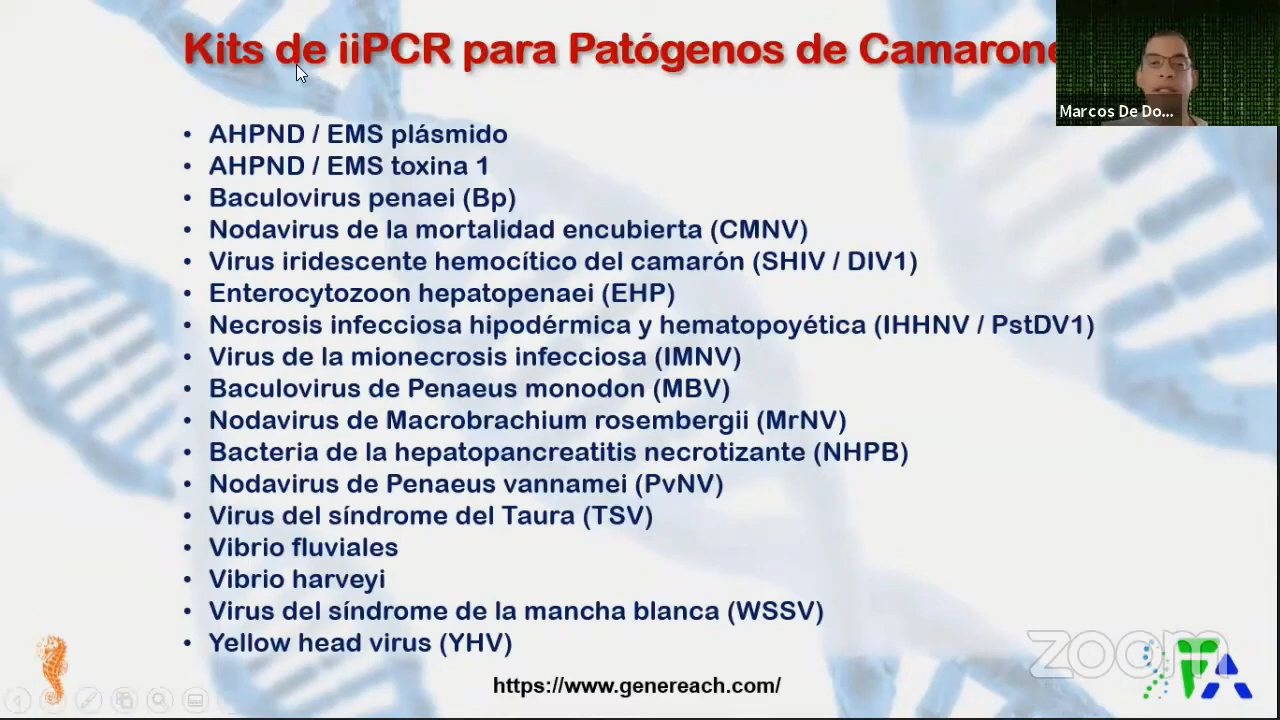 Kits de iiPCR para Patógenos de Camarone
Marcos De Do...
• AHPND / EMS plásmido
• AHPND / EMS toxina 1
• Baculovirus penaei (Bp)
• Nodavirus de la mortalidad encubierta (CMNV)
• Virus iridescente hemocítico del camarón (SHIV / DIV1)
• Enterocytozoon hepatopenaei (EHP)
• Necrosis infecciosa hipodérmica y hematopoyética (IHHNV / PstDV1)
• Virus de la mionecrosis infecciosa (IMNV)
• Baculovirus de Penaeus monodon (MBV)
• Nodavirus de Macrobrachium rosembergii (MrNV)
• Bacteria de la hepatopancreatitis necrotizante (NHPB)
• Nodavirus de Penaeus vannamei (PvNV)
• Virus del síndrome del Taura (TSV)
• Vibrio fluviales
• Vibrio harveyi
• Virus del síndrome de la mancha blanca (WSSV)
• Yellow head virus (YHV)
zoom
https://www.genereach.com/